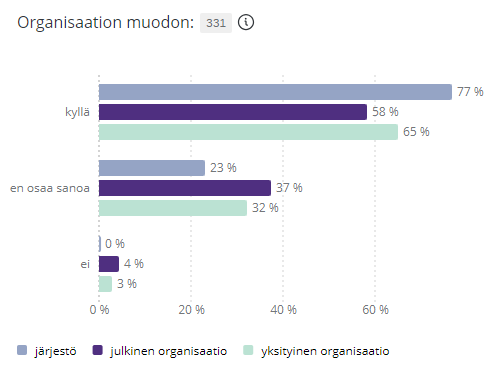 Organisaation muodon: 331
77 %
kyllä 58 %
65 %
23 %
en osaa sanoa 37 %
32 %
0 %
ei 4 %
3 %
0 % 20 % 40 % 60 %
järjestö julkinen organisaatio yksityinen organisaatio